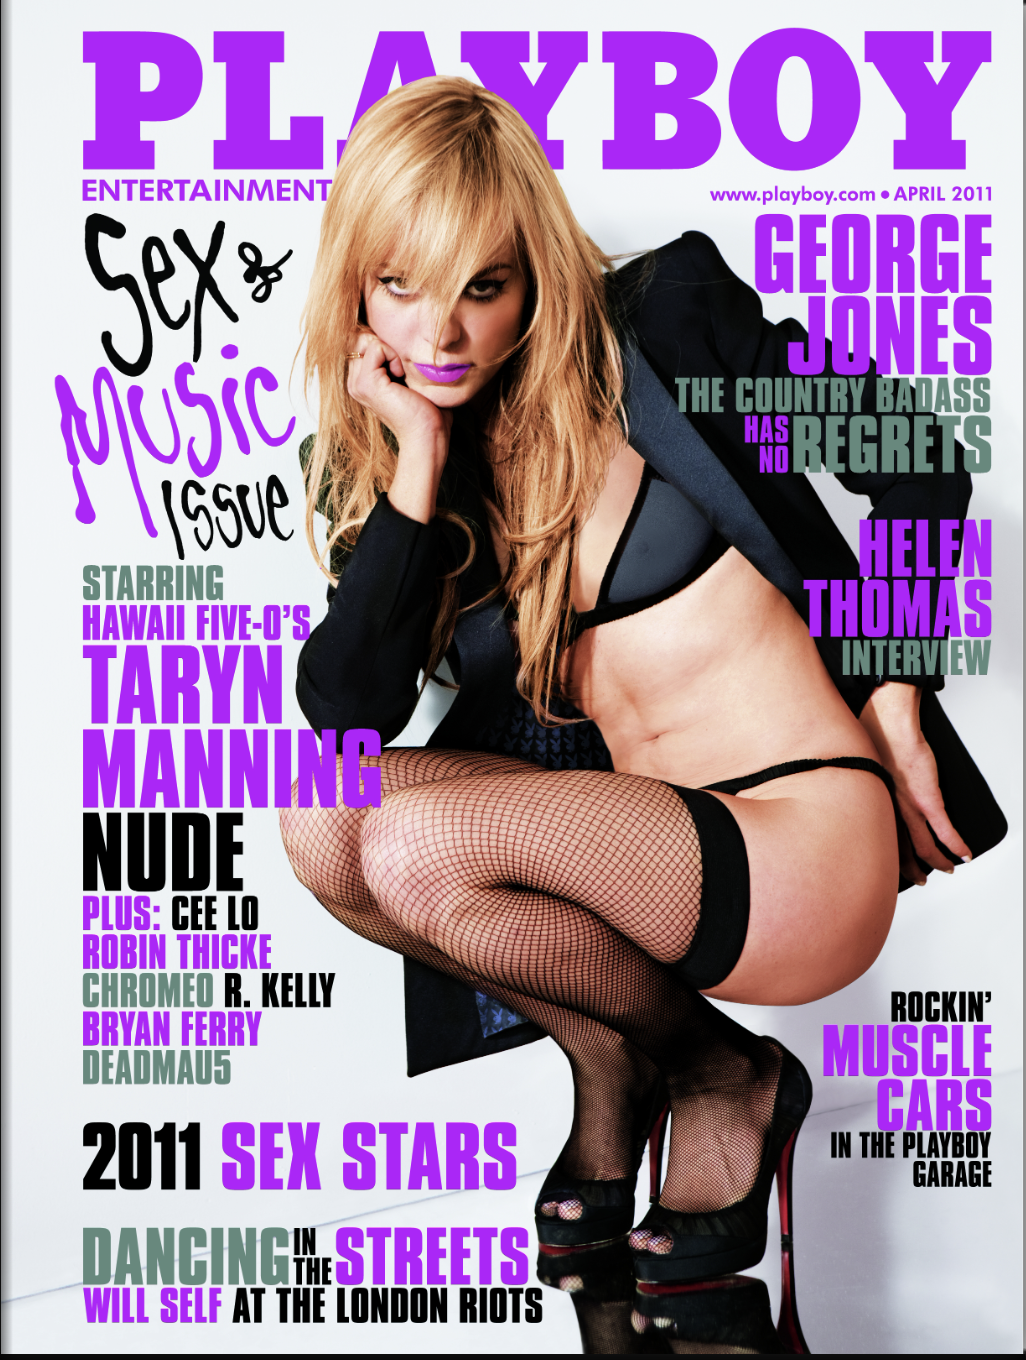 PLAYBOY
ENTERTAINMENT
www.playboy.com • APRIL 2011
Sex &
Music
Issue
STARRING
HAWAII FIVE-O'S
TARYN
MANNING
NUDE
PLUS: CEE LO
ROBIN THICKE
CHROMEO R. KELLY
BRYAN FERRY
DEADMAU5
2011 SEX STARS
DANCING IN THE STREETS
WILL SELF AT THE LONDON RIOTS
GEORGE
JONES
THE COUNTRY BADASS
HAS NO REGRETS
HELEN
THOMAS
INTERVIEW
ROCKIN'
MUSCLE
CARS
IN THE PLAYBOY
GARAGE